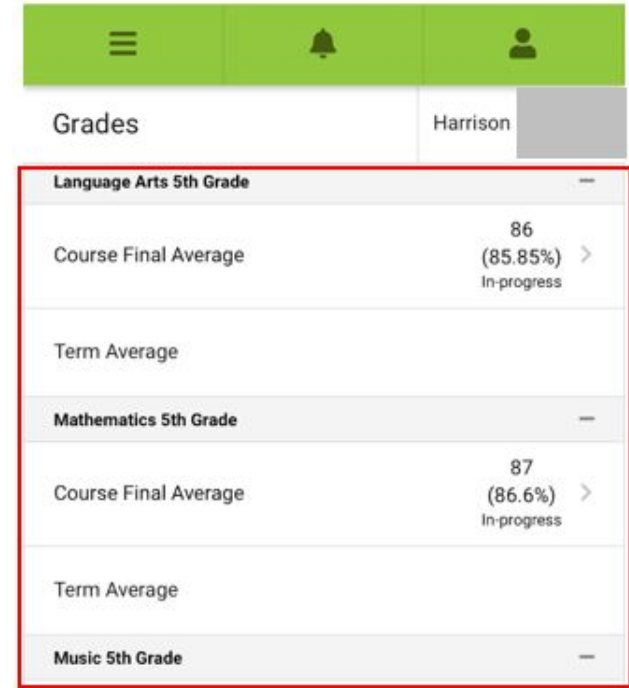 Grades
Harrison
Language Arts 5th Grade
Course Final Average
86
(85.85%)
In-progress
Term Average
Mathematics 5th Grade
Course Final Average
87
(86.6%)
In-progress
Term Average
Music 5th Grade